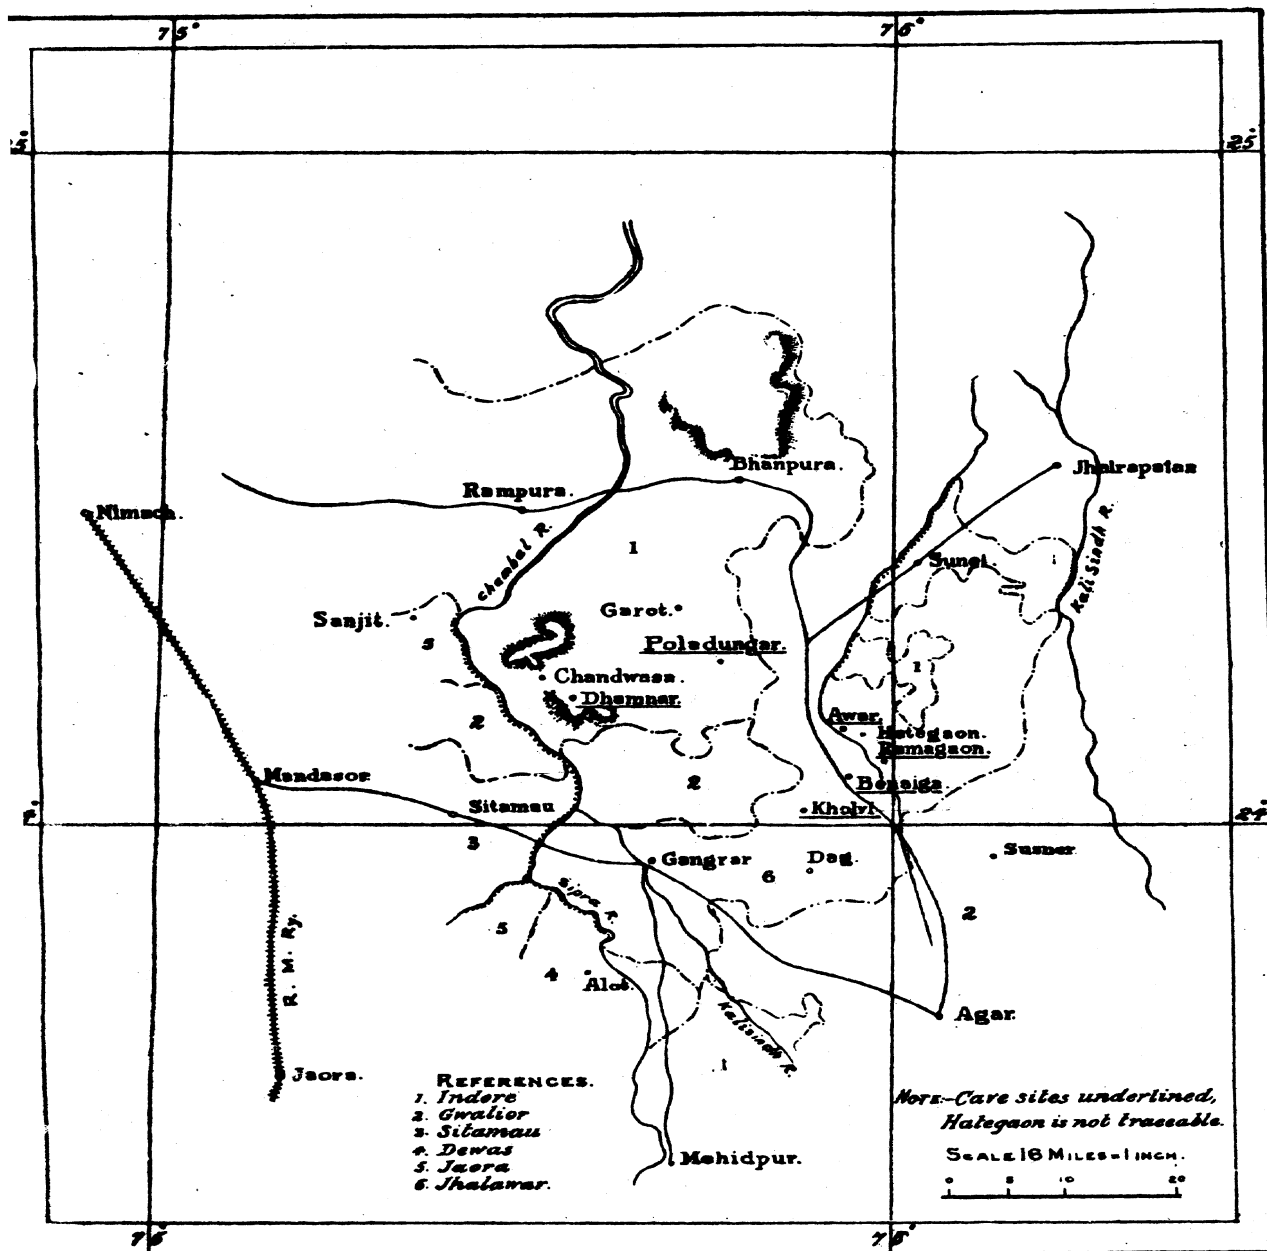 75°
76°
25°
25°
Bhanpura.
Jhalrapatan
Rampura.
Nimach.
Chambal R.
1
Kali Sindh R.
Sunel.
Garot.
Sanjit.
5
Poladungar.
1
Chandwasa.
Dhamnar.
2
Awar.
Hategaon.
Ramagaon.
Mandasor
2
Benaiga
Sitamau
Kholvi
24°
3
Gangrar
Dag.
Susner
6
Sipra R.
2
5
R. M. Ry.
4
Alot.
Kalisindh R.
Agar.
1
Jaora.
REFERENCES.
1. Indore
2. Gwalior
3. Sitamau
4. Dewas
5. Jaora
6. Jhalawar.
NOTE:-Cave sites underlined,
Hategaon is not traceable.
SCALE 16 MILES = 1 INCH.
0 5 10 20
Mehidpur.
75°
75°